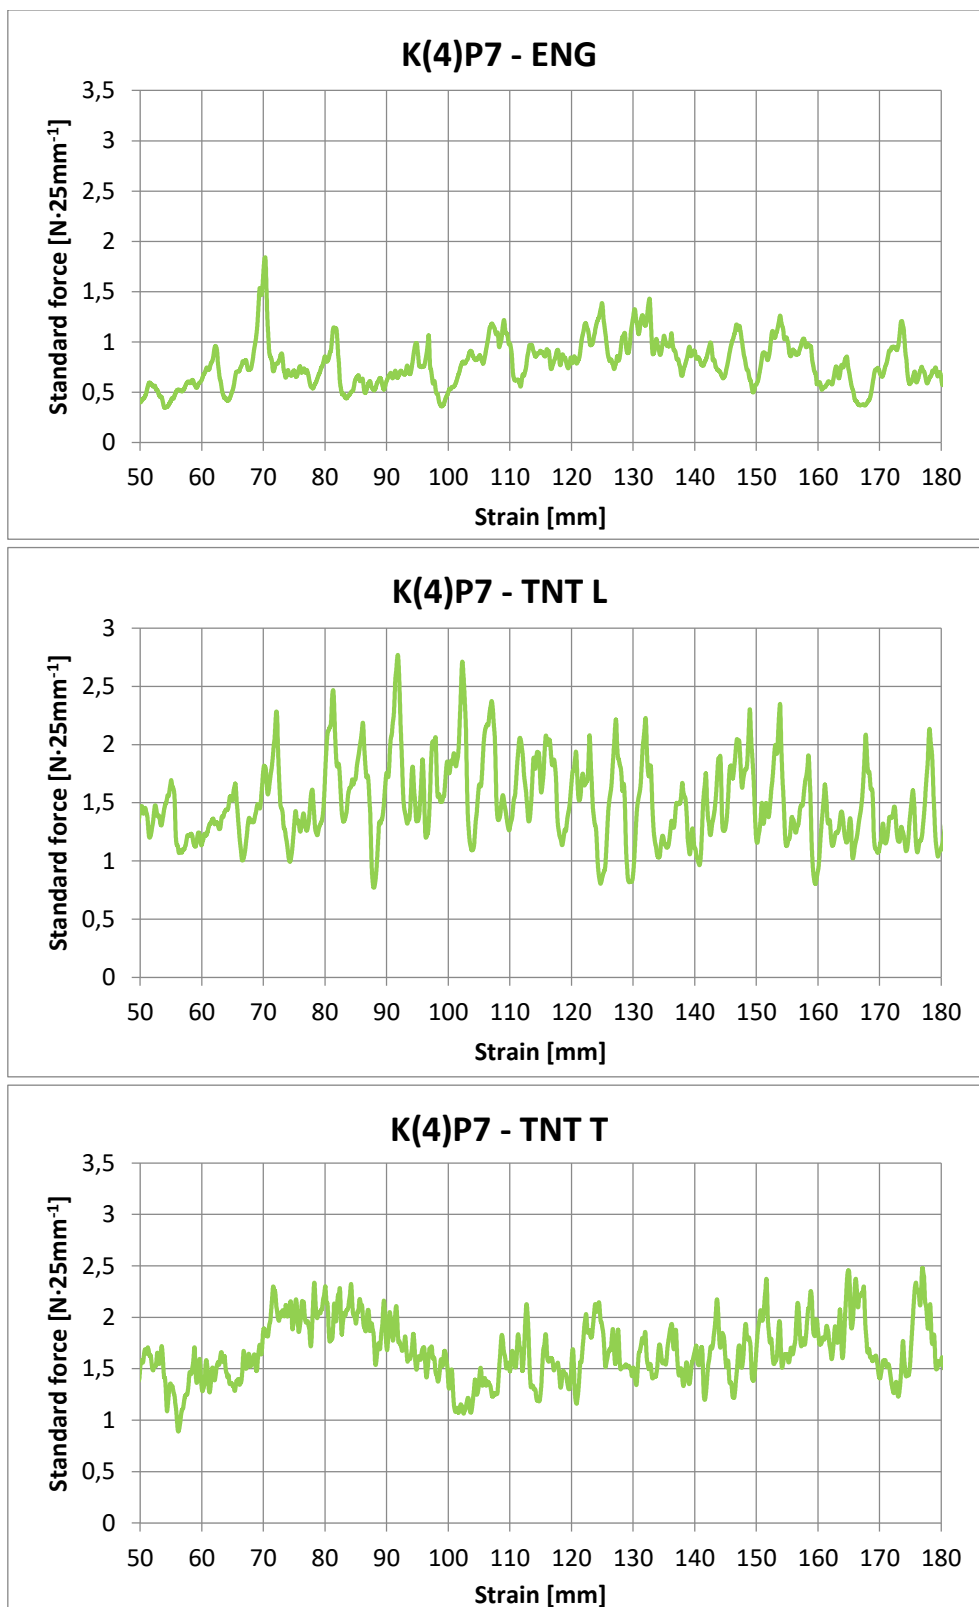 K(4)P7 - ENG
Standard force [N·25mm⁻¹]
3,5
3
2,5
2
1,5
1
0,5
0
50 60 70 80 90 100 110 120 130 140 150 160 170 180
Strain [mm]
K(4)P7 - TNT L
Standard force [N·25mm⁻¹]
3
2,5
2
1,5
1
0,5
0
50 60 70 80 90 100 110 120 130 140 150 160 170 180
Strain [mm]
K(4)P7 - TNT T
Standard force [N·25mm⁻¹]
3,5
3
2,5
2
1,5
1
0,5
0
50 60 70 80 90 100 110 120 130 140 150 160 170 180
Strain [mm]